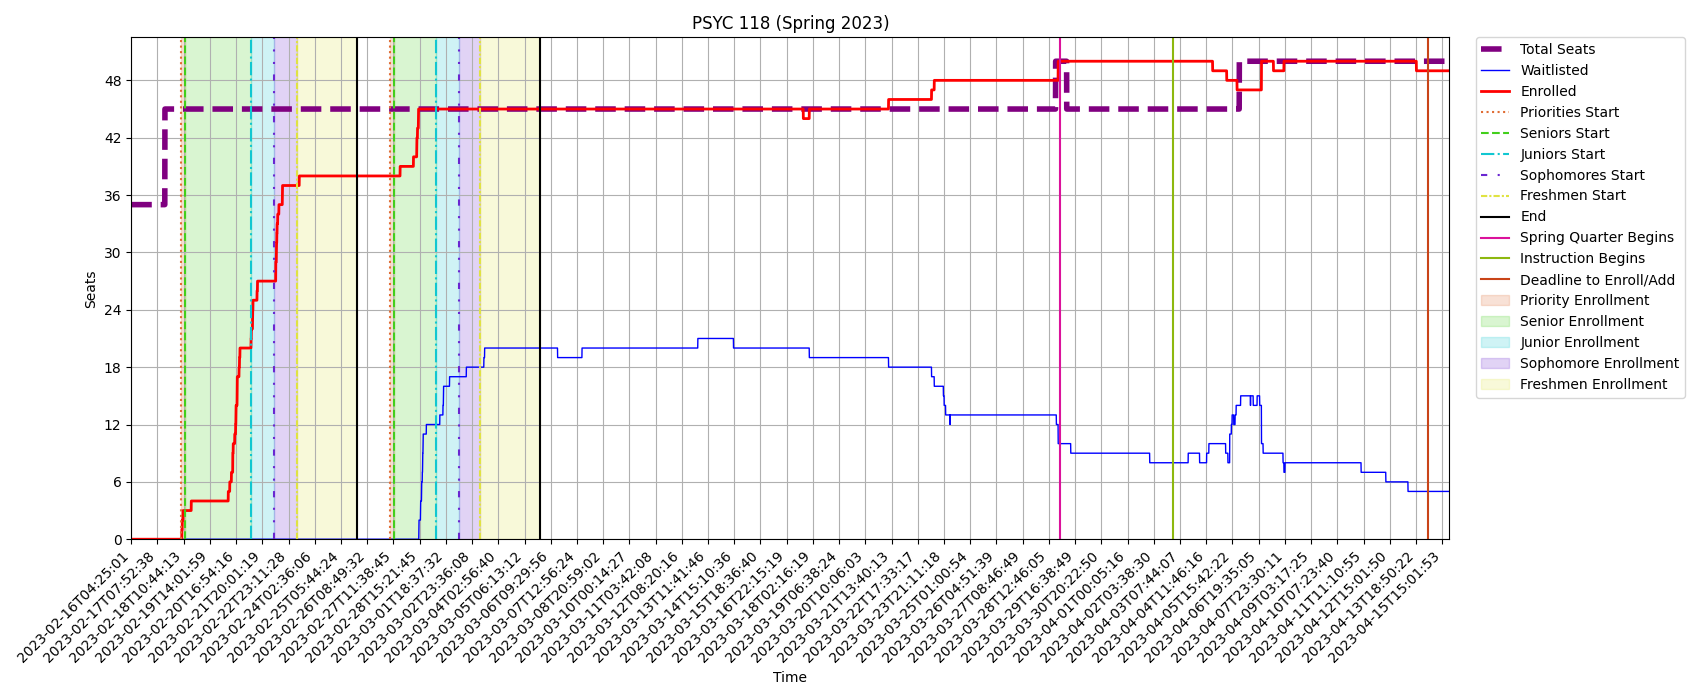 PSYC 118 (Spring 2023)
Seats
48
42
36
30
24
18
12
6
0
2023-02-16T04:25:01
2023-02-17T07:52:38
2023-02-18T10:44:13
2023-02-19T14:01:59
2023-02-20T16:54:16
2023-02-21T20:01:19
2023-02-22T23:11:28
2023-02-24T02:36:06
2023-02-25T05:44:24
2023-02-26T08:49:32
2023-02-27T11:38:45
2023-02-28T15:21:45
2023-03-01T18:37:32
2023-03-02T23:36:08
2023-03-04T02:56:40
2023-03-05T06:13:12
2023-03-06T09:29:56
2023-03-07T12:56:24
2023-03-08T20:59:02
2023-03-10T00:14:27
2023-03-11T03:42:08
2023-03-12T08:20:16
2023-03-13T11:41:46
2023-03-14T15:10:36
2023-03-15T18:36:40
2023-03-16T22:15:19
2023-03-18T02:16:19
2023-03-19T06:38:24
2023-03-20T10:06:03
2023-03-21T13:40:13
2023-03-22T17:33:17
2023-03-23T21:11:18
2023-03-25T01:00:54
2023-03-26T04:51:39
2023-03-27T08:46:49
2023-03-28T12:46:05
2023-03-29T16:38:49
2023-03-30T20:22:50
2023-04-01T00:05:16
2023-04-02T03:38:30
2023-04-03T07:44:07
2023-04-04T11:46:16
2023-04-05T15:42:22
2023-04-06T19:35:05
2023-04-07T23:30:11
2023-04-09T03:17:25
2023-04-10T07:23:40
2023-04-11T11:10:55
2023-04-12T15:01:50
2023-04-13T18:50:22
2023-04-15T15:01:53
Time
Total Seats
Waitlisted
Enrolled
Priorities Start
Seniors Start
Juniors Start
Sophomores Start
Freshmen Start
End
Spring Quarter Begins
Instruction Begins
Deadline to Enroll/Add
Priority Enrollment
Senior Enrollment
Junior Enrollment
Sophomore Enrollment
Freshmen Enrollment